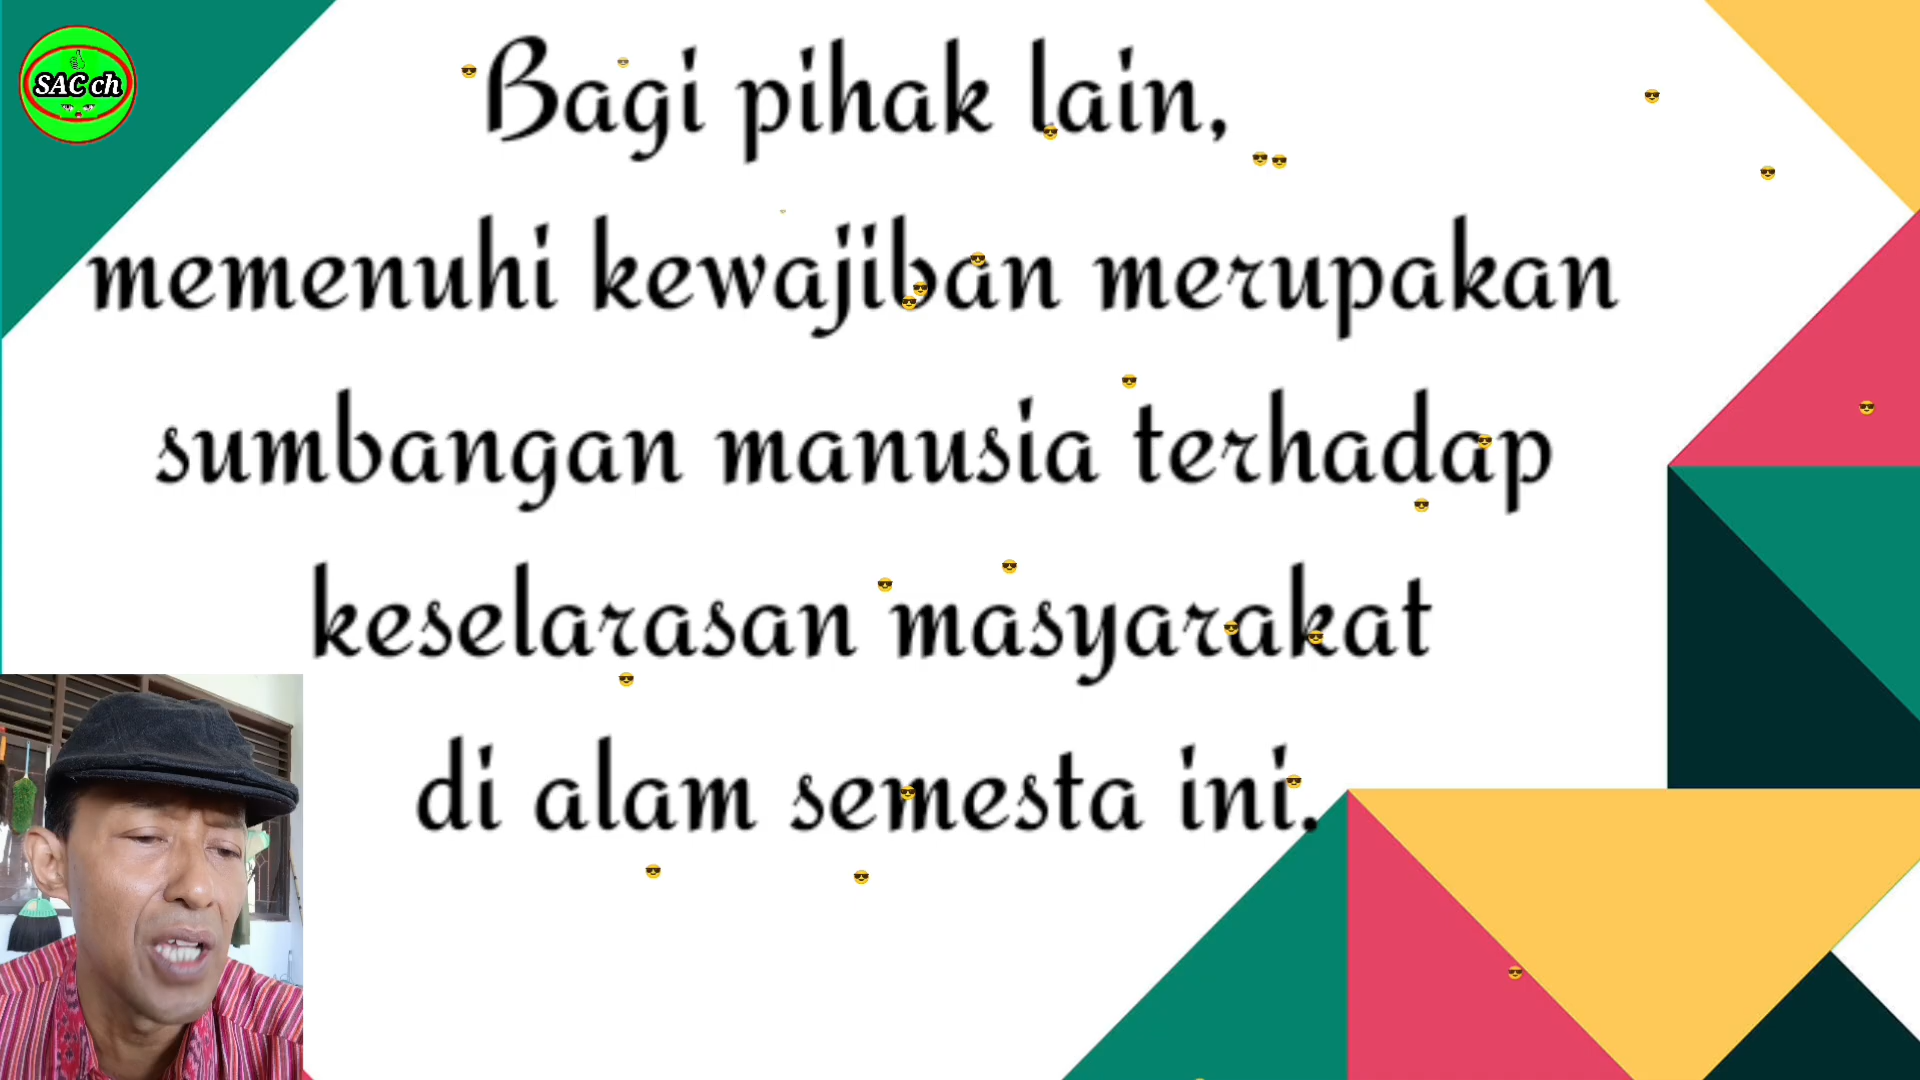 SAC ch
Bagi pihak lain,
memenuhi kewajiban merupakan
sumbangan manusia terhadap
keselarasan masyarakat
di alam semesta ini.